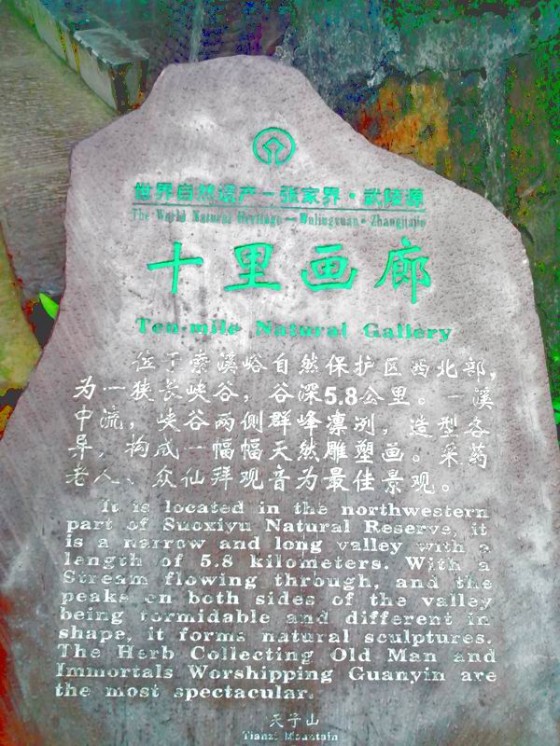 世界自然遗产－张家界·武陵源
The World Natural Heritage — Wulingyuan · Zhangjiajie
十里画廊
Ten-mile Natural Gallery
位于索溪峪自然保护区西北部，
为一狭长峡谷，谷深5.8公里。一溪
中流，峡谷两侧群峰凛冽，造型各
异，构成一幅幅天然雕塑画。采药
老人、众仙拜观音为最佳景观。
It is located in the northwestern
part of Suoxiyu Natural Reserve, it
is a narrow and long valley with a
length of 5.8 kilometers. With a
Stream flowing through, and the
peaks on both sides of the valley
being formidable and different in
shape, it forms natural sculptures.
The Herb Collecting Old Man and
Immortals Worshipping Guanyin are
the most spectacular.
天子山
Tianzi Mountain